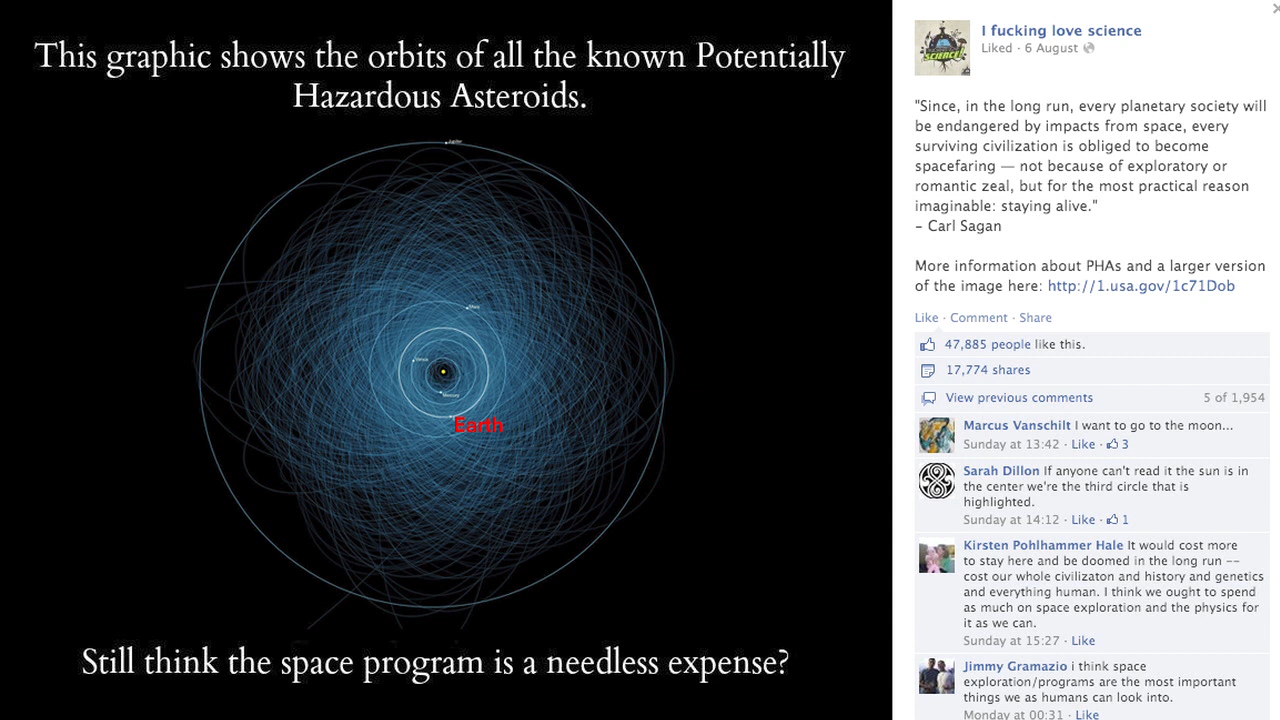 This graphic shows the orbits of all the known Potentially
Hazardous Asteroids.
Jupiter
Mars
Venus
Mercury
Earth
Still think the space program is a needless expense?
SCIENCE!
I fucking love science
Liked · 6 August
"Since, in the long run, every planetary society will
be endangered by impacts from space, every
surviving civilization is obliged to become
spacefaring — not because of exploratory or
romantic zeal, but for the most practical reason
imaginable: staying alive."
- Carl Sagan
More information about PHAs and a larger version
of the image here: http://1.usa.gov/1c71Dob
Like · Comment · Share
47,885 people like this.
17,774 shares
View previous comments 5 of 1,954
Marcus Vanschilt I want to go to the moon...
Sunday at 13:42 · Like · 3
Sarah Dillon If anyone can't read it the sun is in
the center we're the third circle that is
highlighted.
Sunday at 14:12 · Like · 1
Kirsten Pohlhammer Hale It would cost more
to stay here and be doomed in the long run --
cost our whole civilizaton and history and genetics
and everything human. I think we ought to spend
as much on space exploration and the physics for
it as we can.
Sunday at 15:27 · Like
Jimmy Gramazio i think space
exploration/programs are the most important
things we as humans can look into.
Monday at 00:31 · Like